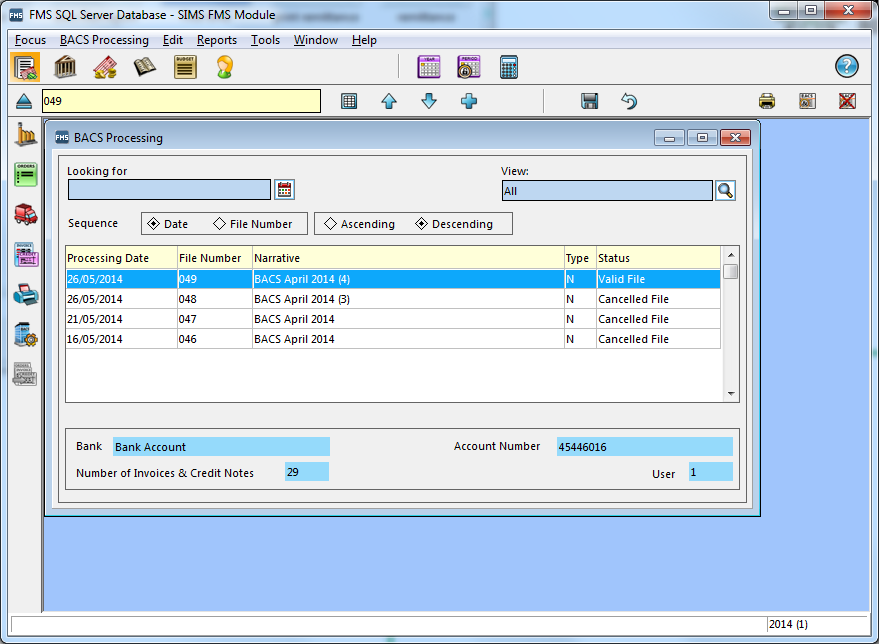 FMS SQL Server Database - SIMS FMS Module
Focus BACS Processing Edit Reports Tools Window Help
049
BACS Processing
Looking for
View:
All
Sequence Date File Number Ascending Descending
Processing Date File Number Narrative Type Status
26/05/2014 049 BACS April 2014 (4) N Valid File
26/05/2014 048 BACS April 2014 (3) N Cancelled File
21/05/2014 047 BACS April 2014 N Cancelled File
16/05/2014 046 BACS April 2014 N Cancelled File
Bank Bank Account Account Number 45446016
Number of Invoices & Credit Notes 29 User 1
2014 (1)